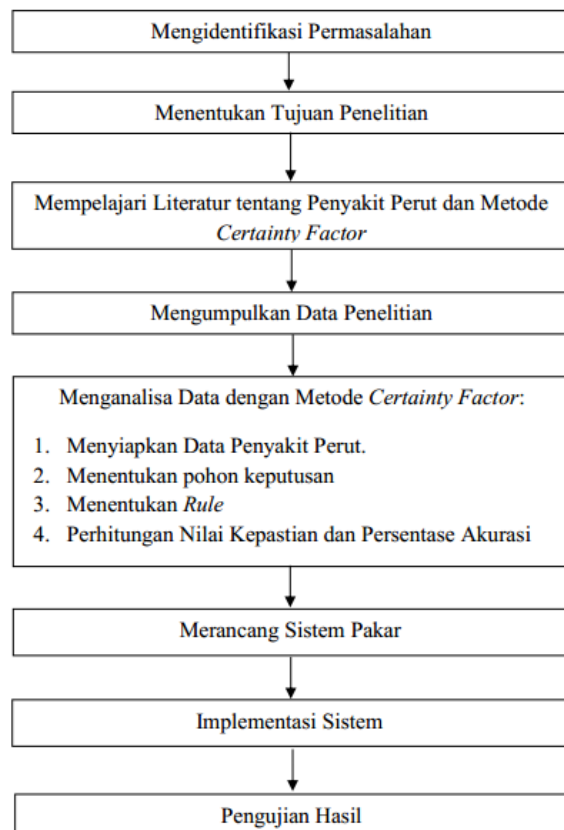 Mengidentifikasi Permasalahan
Menentukan Tujuan Penelitian
Mempelajari Literatur tentang Penyakit Perut dan Metode
Certainty Factor
Mengumpulkan Data Penelitian
Menganalisa Data dengan Metode Certainty Factor:
1. Menyiapkan Data Penyakit Perut.
2. Menentukan pohon keputusan
3. Menentukan Rule
4. Perhitungan Nilai Kepastian dan Persentase Akurasi
Merancang Sistem Pakar
Implementasi Sistem
Pengujian Hasil